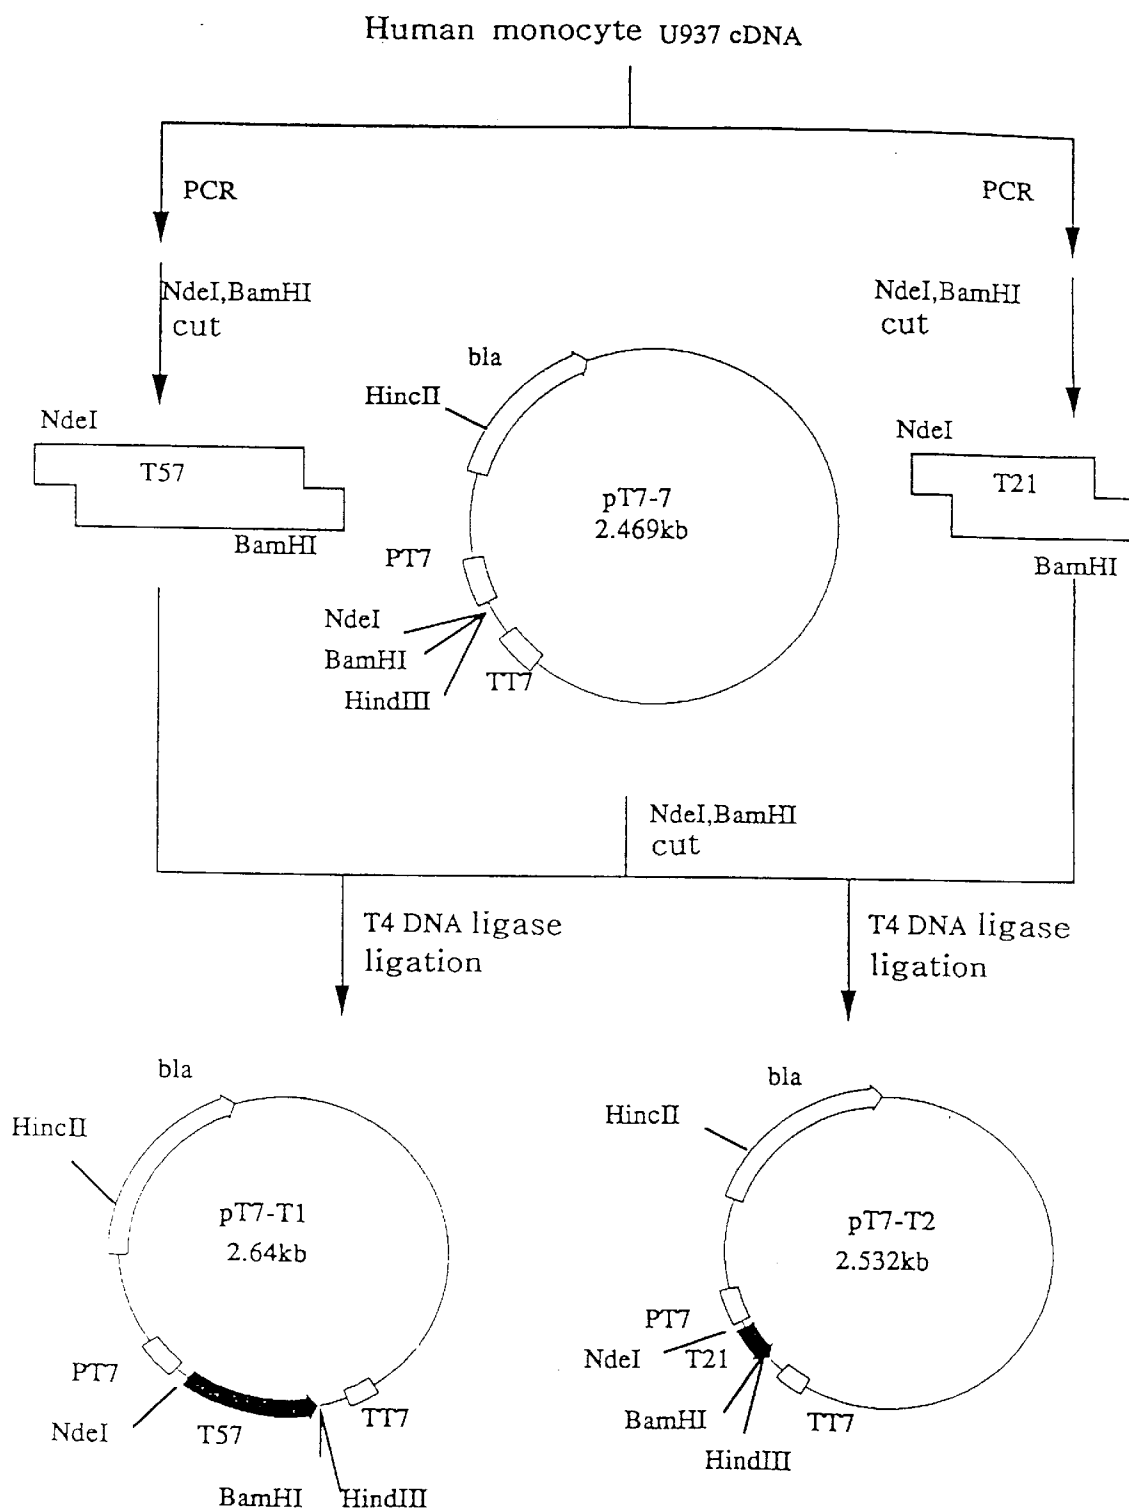 Human monocyte U937 cDNA
PCR
PCR
NdeI,BamHI
cut
NdeI,BamHI
cut
NdeI
T57
BamHI
bla
HincII
pT7-7
2.469kb
PT7
NdeI
BamHI
HindIII
TT7
NdeI
T21
BamHI
NdeI,BamHI
cut
T4 DNA ligase
ligation
T4 DNA ligase
ligation
bla
HincII
pT7-T1
2.64kb
PT7
NdeI
T57
BamHI
HindIII
TT7
bla
HincII
pT7-T2
2.532kb
PT7
NdeI
T21
BamHI
HindIII
TT7